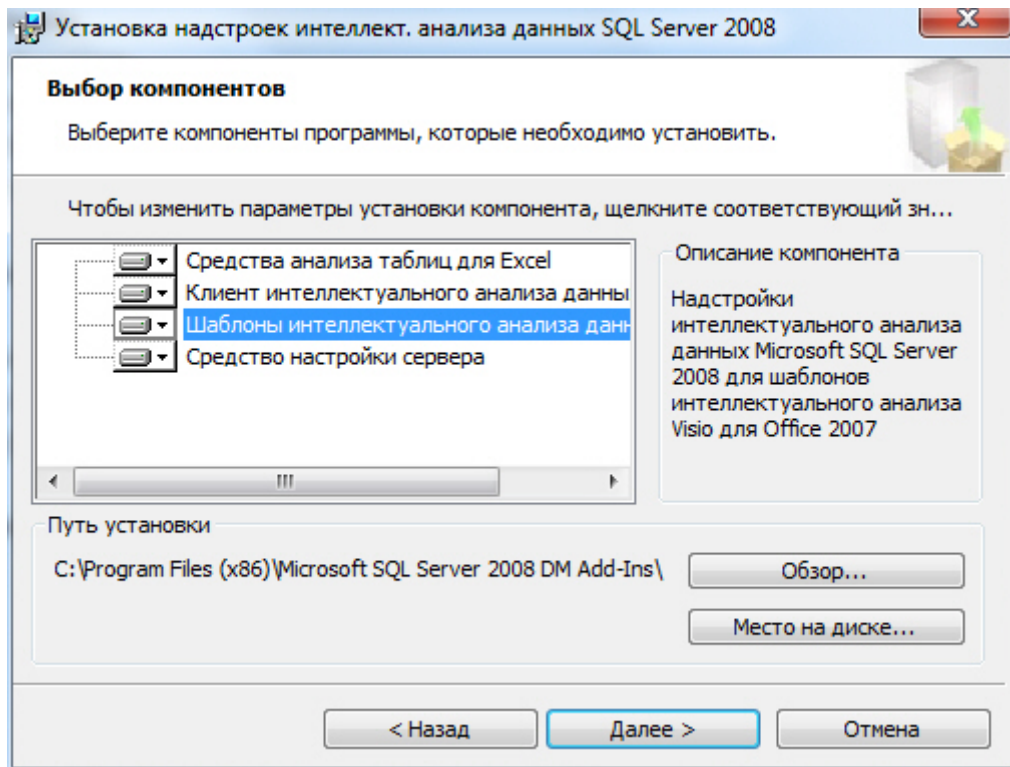 Установка надстроек интеллект. анализа данных SQL Server 2008
Выбор компонентов
Выберите компоненты программы, которые необходимо установить.
Чтобы изменить параметры установки компонента, щелкните соответствующий зн...
Средства анализа таблиц для Excel
Клиент интеллектуального анализа данны
Шаблоны интеллектуального анализа данн
Средство настройки сервера
Описание компонента
Надстройки
интеллектуального анализа
данных Microsoft SQL Server
2008 для шаблонов
интеллектуального анализа
Visio для Office 2007
Путь установки
C:\Program Files (x86)\Microsoft SQL Server 2008 DM Add-Ins\
Обзор...
Место на диске...
< Назад
Далее >
Отмена